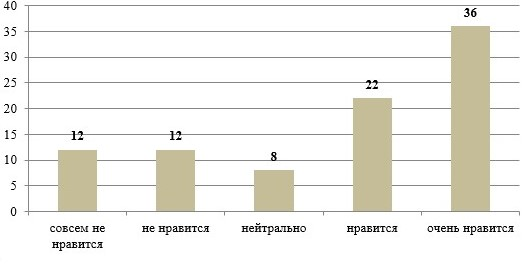 40
35
30
25
20
15
10
5
0
12
12
8
22
36
совсем не
нравится
не нравится
нейтрально
нравится
очень нравится